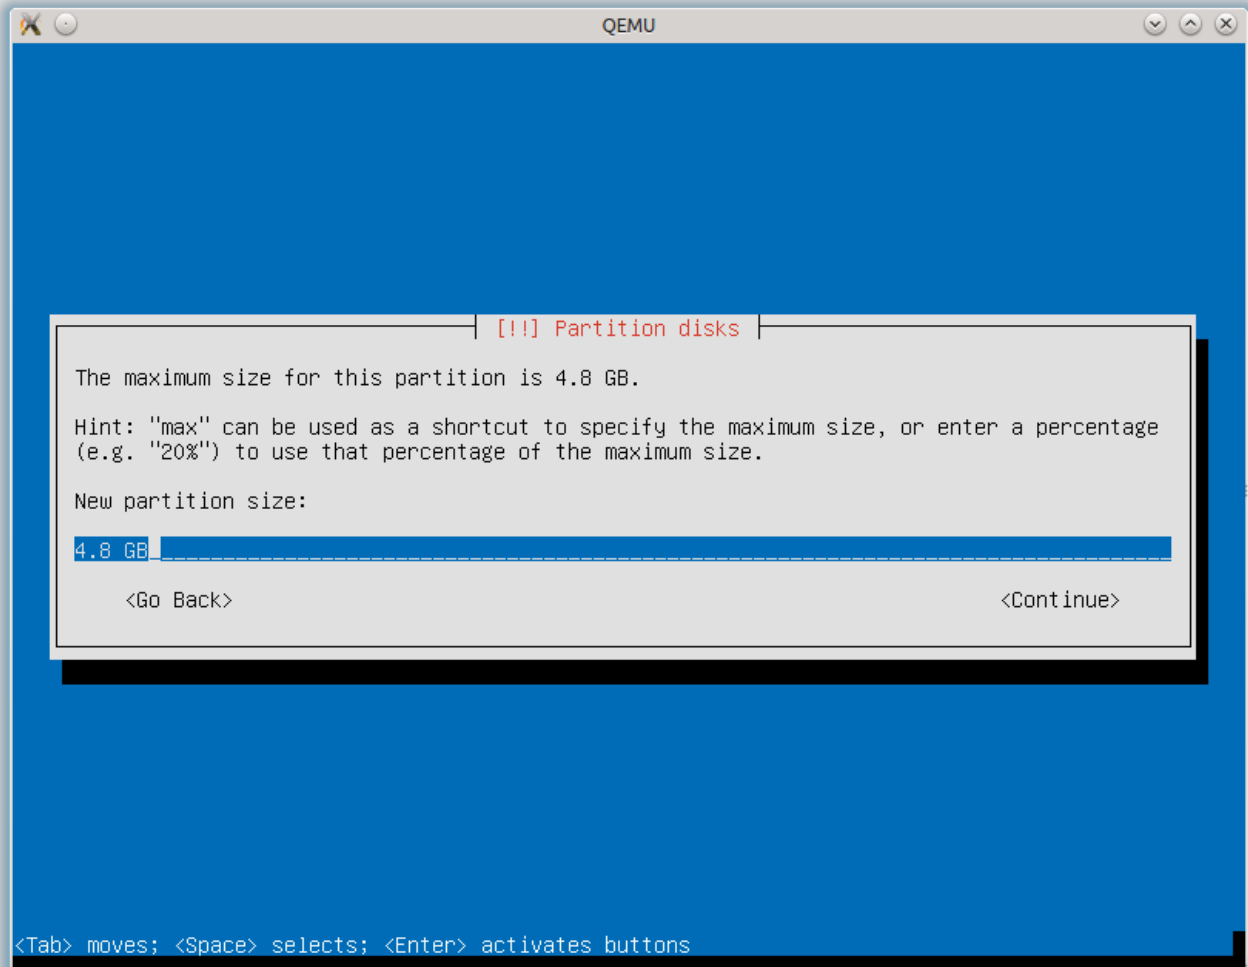 QEMU
[!!] Partition disks
The maximum size for this partition is 4.8 GB.
Hint: "max" can be used as a shortcut to specify the maximum size, or enter a percentage
(e.g. "20%") to use that percentage of the maximum size.
New partition size:
4.8 GB
<Go Back> <Continue>
<Tab> moves; <Space> selects; <Enter> activates buttons